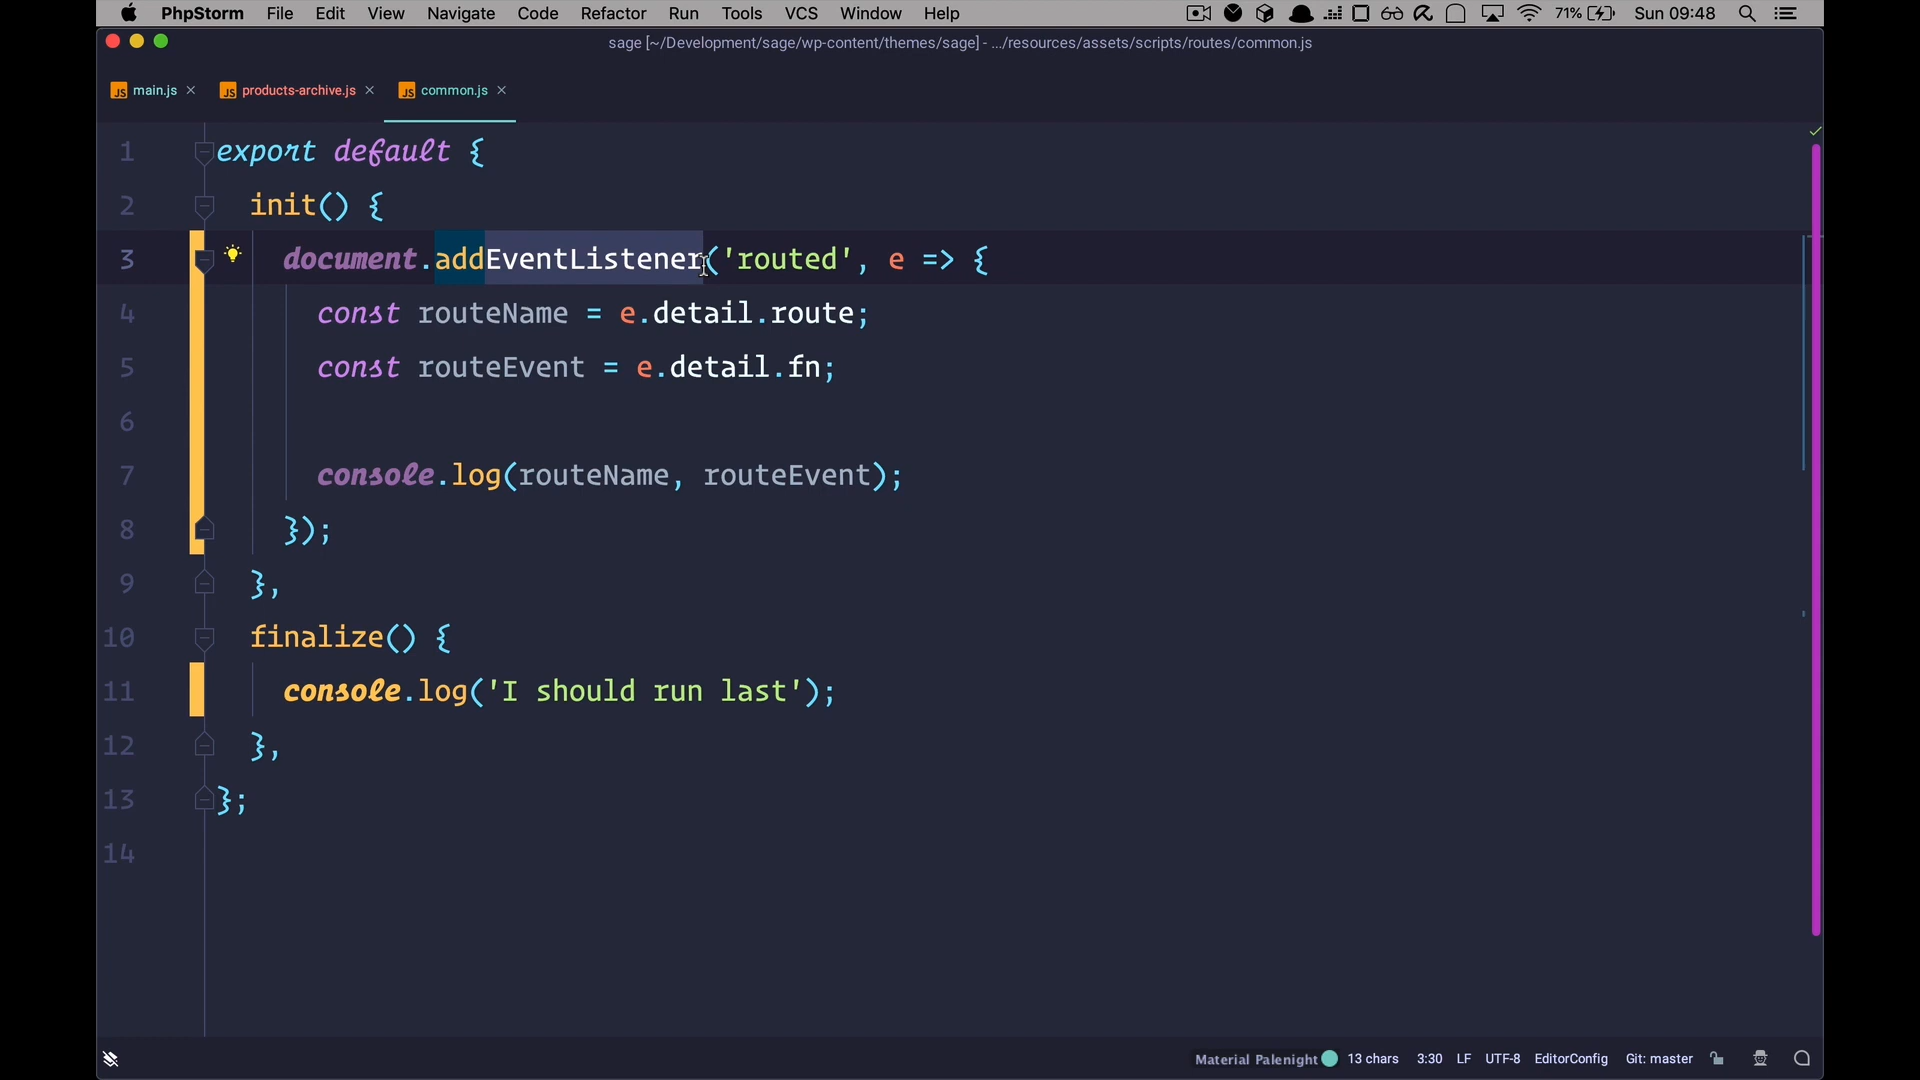 PhpStorm File Edit View Navigate Code Refactor Run Tools VCS Window Help 71% Sun 09:48
sage [~/Development/sage/wp-content/themes/sage] - .../resources/assets/scripts/routes/common.js
JS main.js × JS products-archive.js × JS common.js ×
1 export default {
2 init() {
3 document.addEventListener('routed', e => {
4 const routeName = e.detail.route;
5 const routeEvent = e.detail.fn;
6
7 console.log(routeName, routeEvent);
8 });
9 },
10 finalize() {
11 console.log('I should run last');
12 },
13 };
14
Material Palenight 13 chars 3:30 LF UTF-8 EditorConfig Git: master